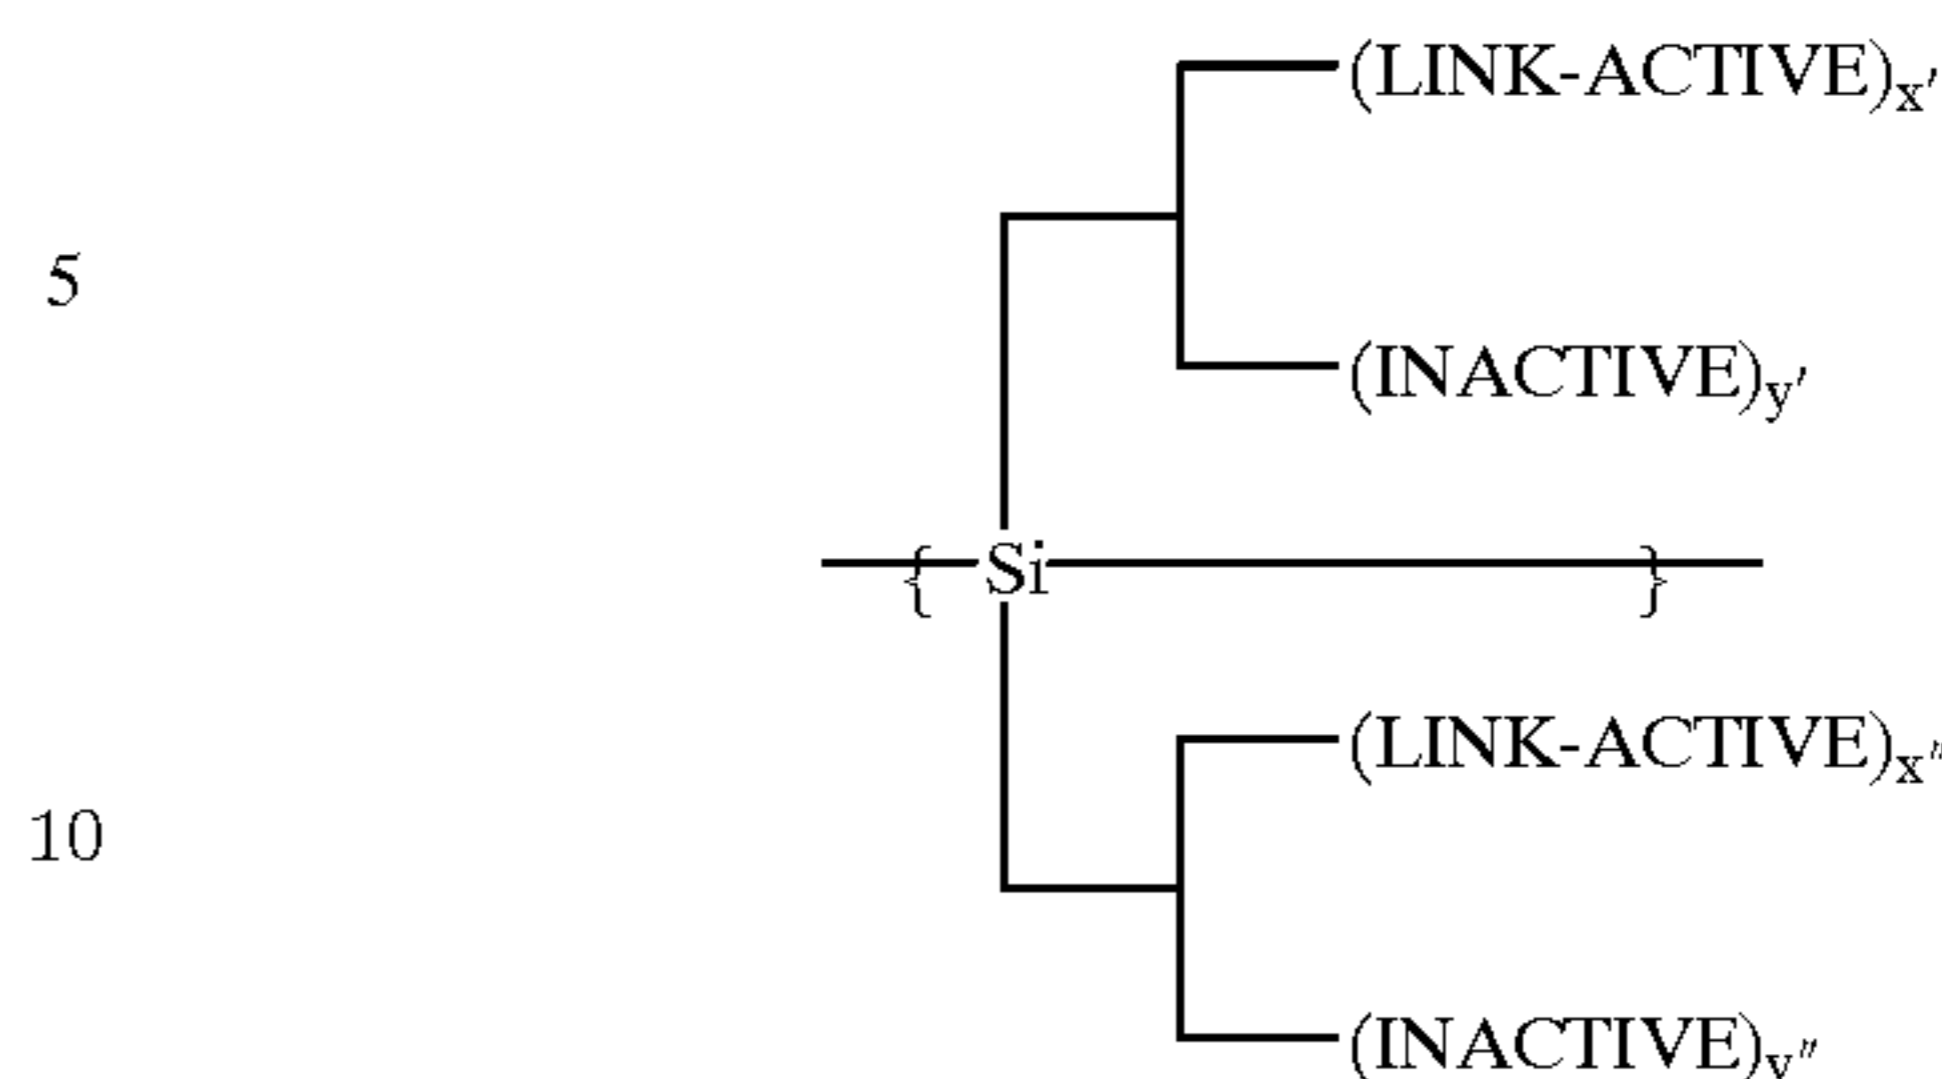 (LINK-ACTIVE)x'
5
(INACTIVE)y'
{Si}
(LINK-ACTIVE)x"
10
(INACTIVE)y"